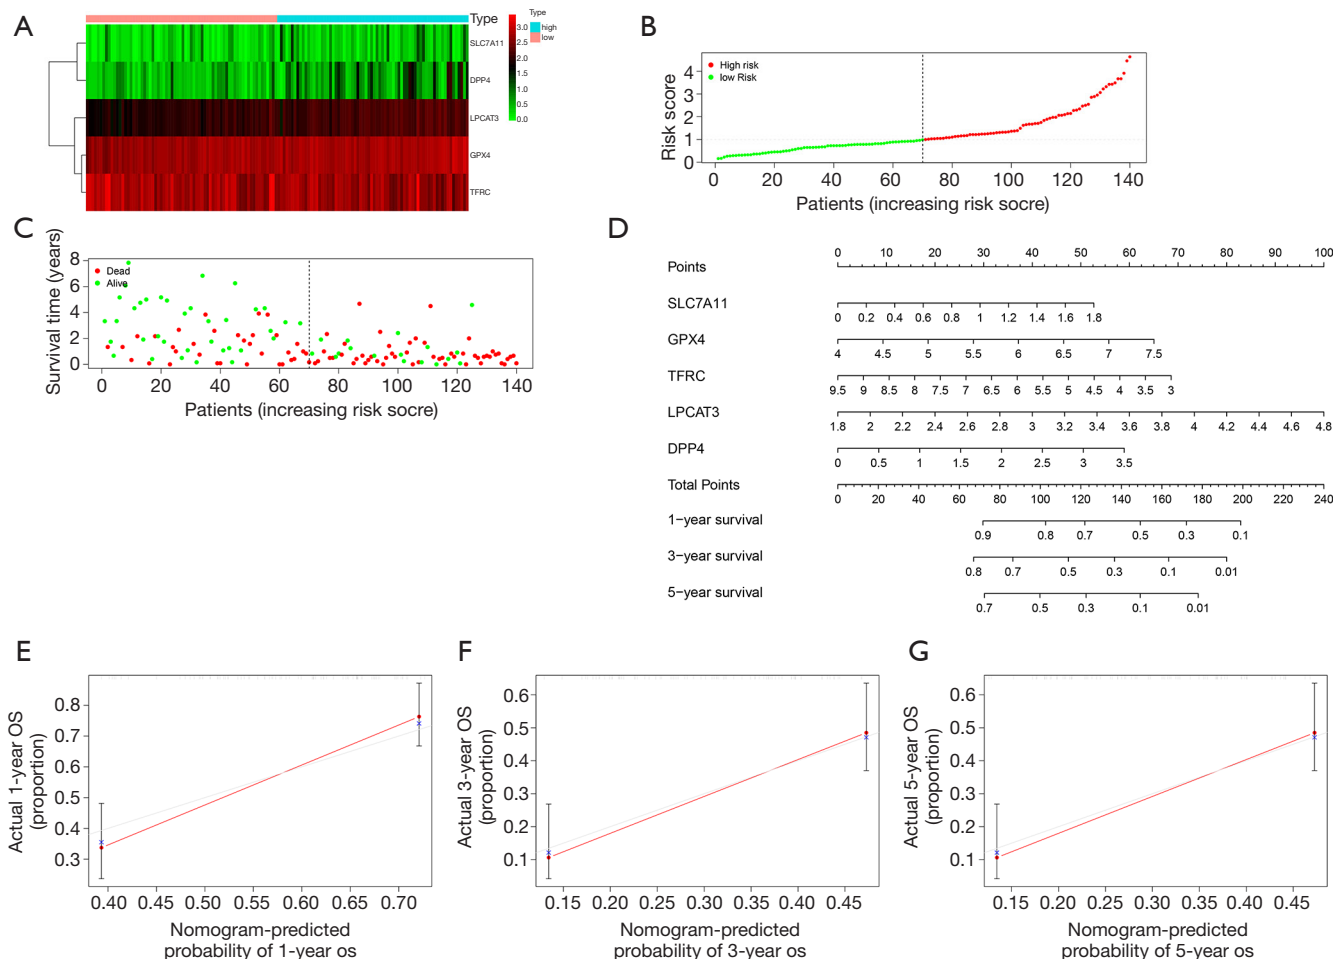 A
Type
SLC7A11
DPP4
LPCAT3
GPX4
TFRC
3.0
2.5
2.0
1.5
1.0
0.5
0.0
Type
high
low
B
High risk
low Risk
Risk score
4
3
2
1
0
0 20 40 60 80 100 120 140
Patients (increasing risk socre)
C
Dead
Alive
Survival time (years)
8
6
4
2
0
0 20 40 60 80 100 120 140
Patients (increasing risk socre)
D
Points
0 10 20 30 40 50 60 70 80 90 100
SLC7A11
0 0.2 0.4 0.6 0.8 1 1.2 1.4 1.6 1.8
GPX4
4 4.5 5 5.5 6 6.5 7 7.5
TFRC
9.5 9 8.5 8 7.5 7 6.5 6 5.5 5 4.5 4 3.5 3
LPCAT3
1.8 2 2.2 2.4 2.6 2.8 3 3.2 3.4 3.6 3.8 4 4.2 4.4 4.6 4.8
DPP4
0 0.5 1 1.5 2 2.5 3 3.5
Total Points
0 20 40 60 80 100 120 140 160 180 200 220 240
1−year survival
0.9 0.8 0.7 0.5 0.3 0.1
3−year survival
0.8 0.7 0.5 0.3 0.1 0.01
5−year survival
0.7 0.5 0.3 0.1 0.01
E
Actual 1-year OS
(proportion)
0.8
0.7
0.6
0.5
0.4
0.3
0.40 0.45 0.50 0.55 0.60 0.65 0.70
Nomogram-predicted
probability of 1-year os
F
Actual 3-year OS
(proportion)
0.6
0.5
0.4
0.3
0.2
0.1
0.15 0.20 0.25 0.30 0.35 0.40 0.45
Nomogram-predicted
probability of 3-year os
G
Actual 5-year OS
(proportion)
0.6
0.5
0.4
0.3
0.2
0.1
0.15 0.20 0.25 0.30 0.35 0.40 0.45
Nomogram-predicted
probability of 5-year os